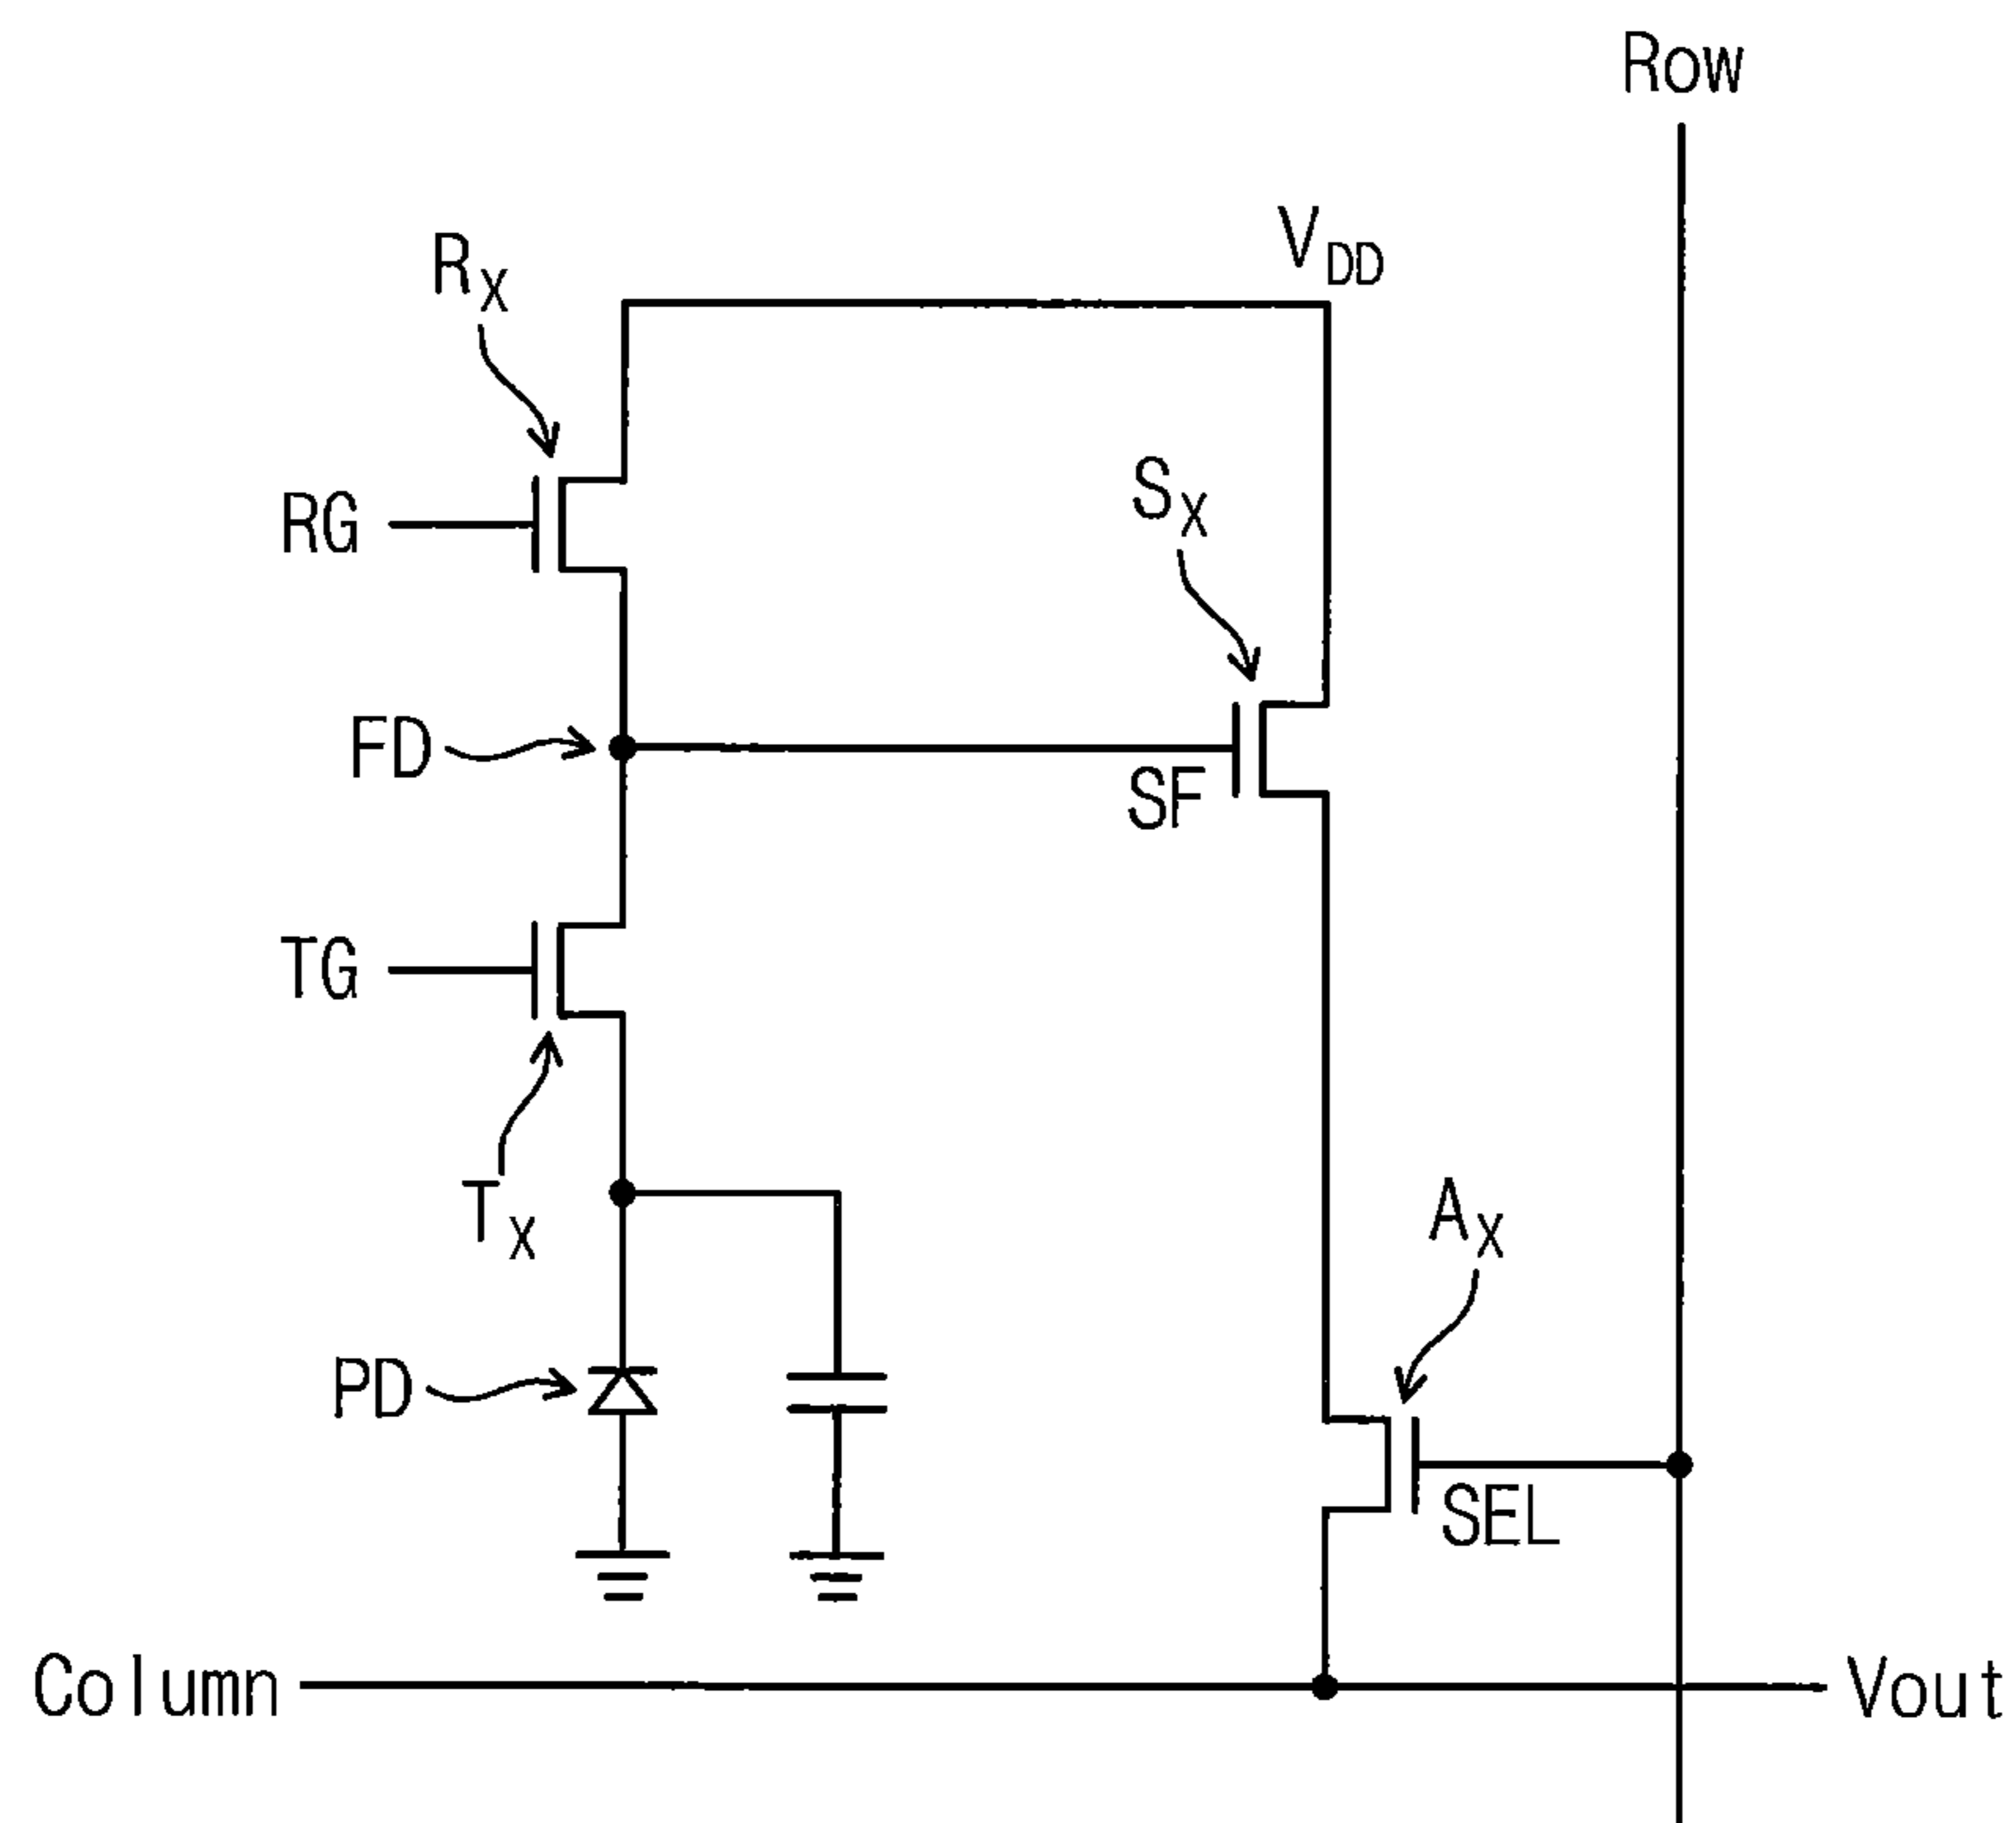 Row
VDD
RX
SX
RG
FD
SF
TG
TX
AX
PD
SEL
Column
Vout